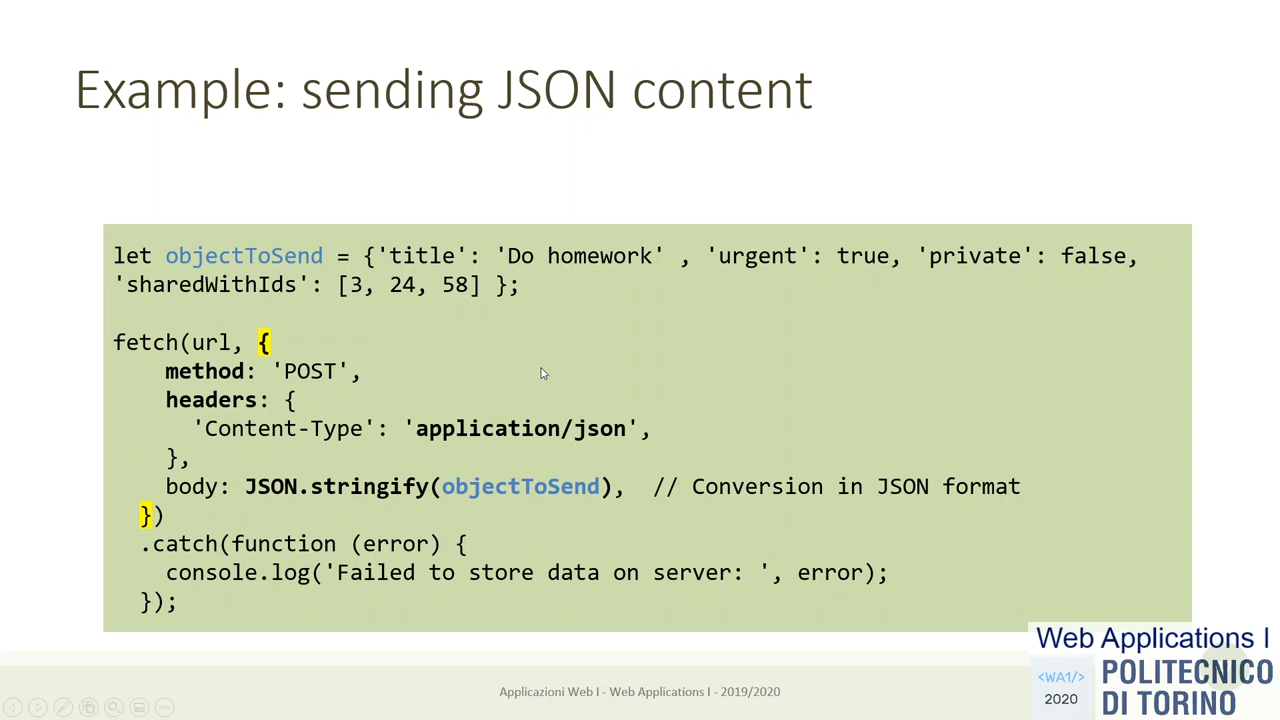 Example: sending JSON content
let objectToSend = {'title': 'Do homework' , 'urgent': true, 'private': false,
'sharedWithIds': [3, 24, 58] };
fetch(url, {
method: 'POST',
headers: {
'Content-Type': 'application/json',
},
body: JSON.stringify(objectToSend), // Conversion in JSON format
})
.catch(function (error) {
console.log('Failed to store data on server: ', error);
});
Web Applications I
<WA1/>
2020
POLITECNICO
DI TORINO
Applicazioni Web I - Web Applications I - 2019/2020